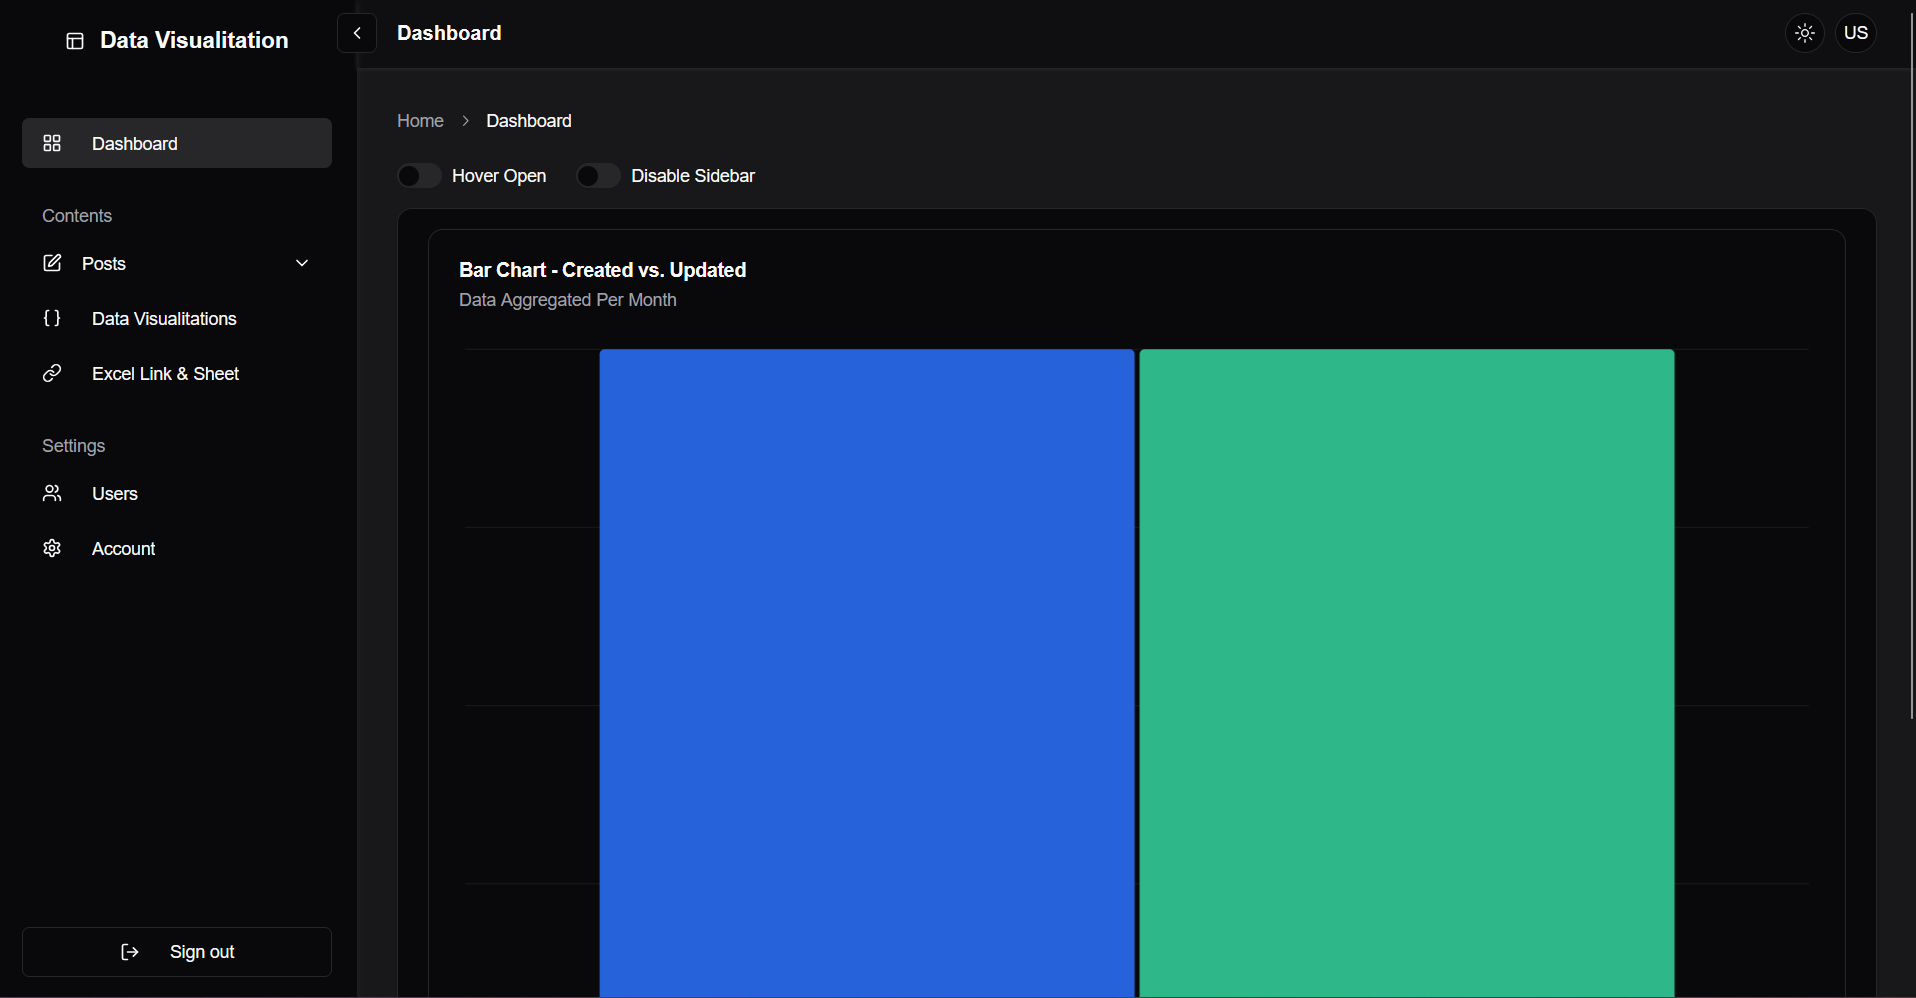 Data Visualitation
Dashboard
US
Dashboard
Contents
Posts
Data Visualitations
Excel Link & Sheet
Settings
Users
Account
Sign out
Home > Dashboard
Hover Open
Disable Sidebar
Bar Chart - Created vs. Updated
Data Aggregated Per Month